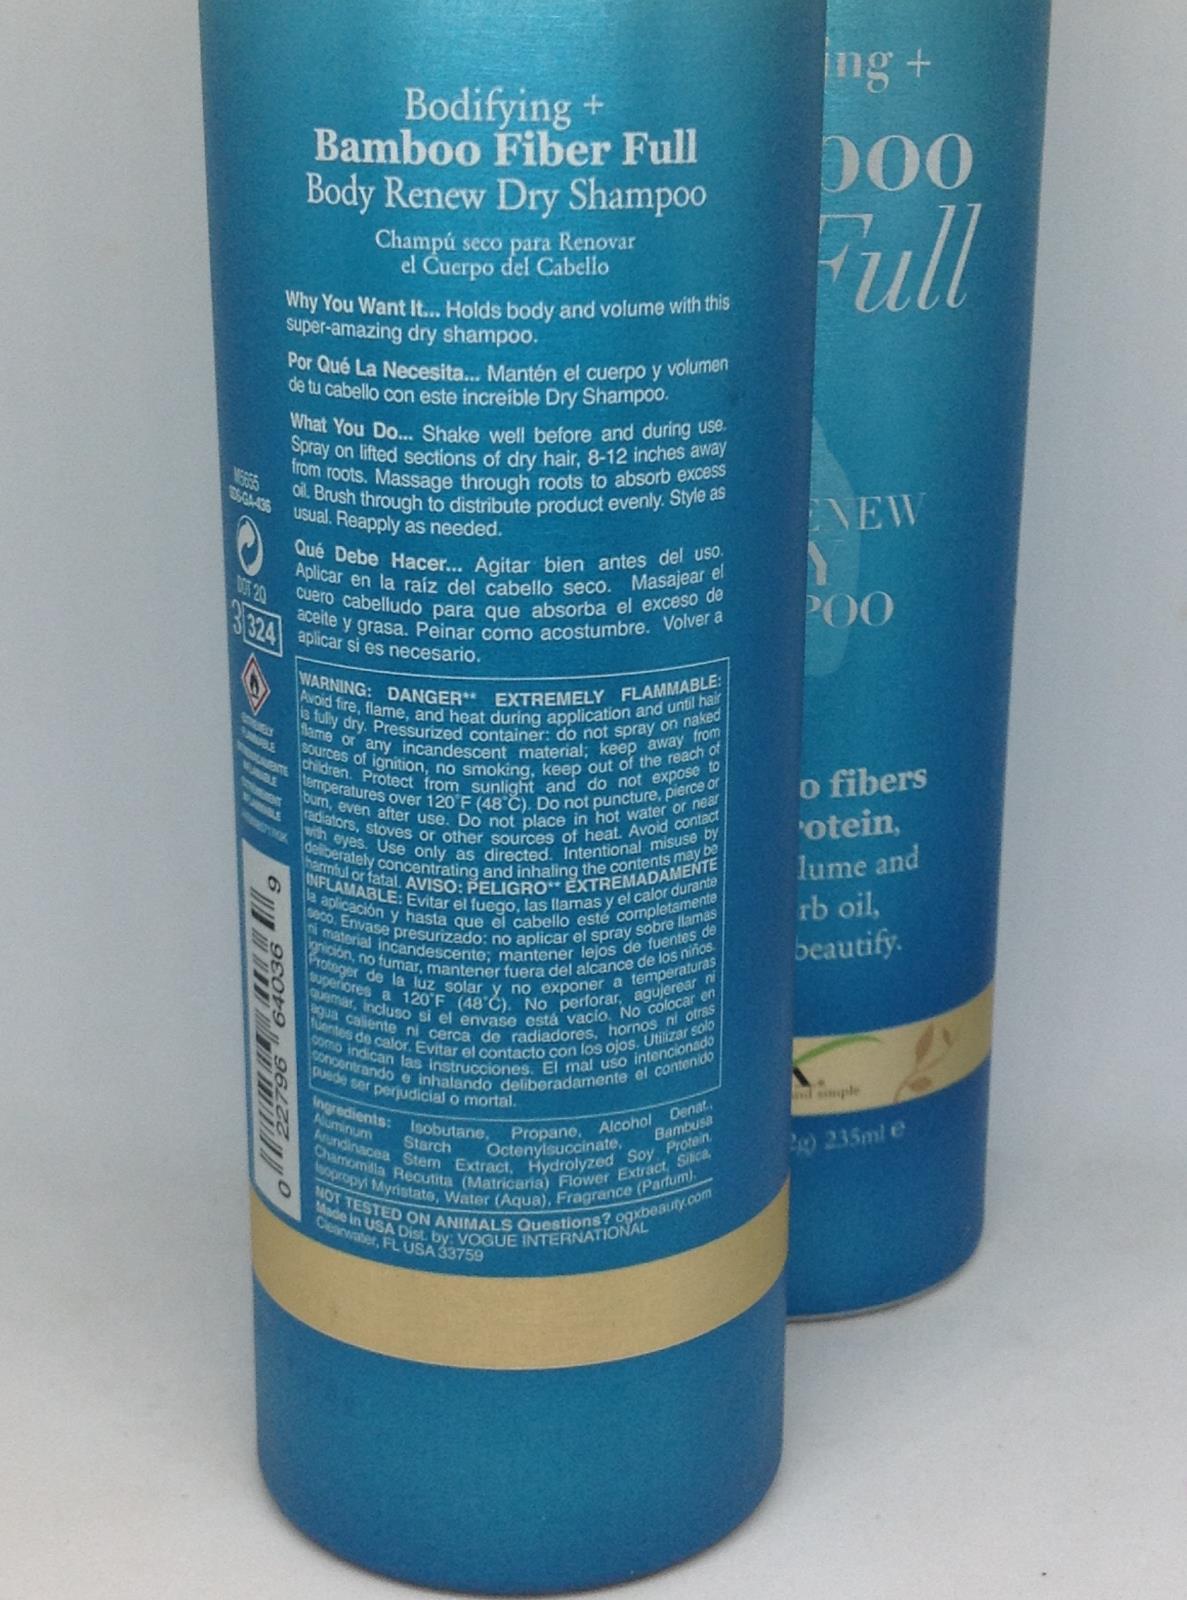 Bodifying +
Bamboo Fiber Full
Body Renew Dry Shampoo
Champú seco para Renovar
el Cuerpo del Cabello
Why You Want It... Holds body and volume with this
super-amazing dry shampoo.
Por Qué La Necesita... Mantén el cuerpo y volumen
de tu cabello con este increíble Dry Shampoo.
What You Do... Shake well before and during use.
Spray on lifted sections of dry hair, 8-12 inches away
from roots. Massage through roots to absorb excess
oil. Brush through to distribute product evenly. Style as
usual. Reapply as needed.
Qué Debe Hacer... Agitar bien antes del uso.
Aplicar en la raíz del cabello seco. Masajear el
cuero cabelludo para que absorba el exceso de
aceite y grasa. Peinar como acostumbre. Volver a
aplicar si es necesario.
WARNING: DANGER** EXTREMELY FLAMMABLE:
Avoid fire, flame, and heat during application and until hair
is fully dry. Pressurized container: do not spray on naked
flame or any incandescent material; keep away from
sources of ignition, no smoking, keep out of the reach of
children. Protect from sunlight and do not expose to
temperatures over 120°F (48°C). Do not puncture, pierce or
burn, even after use. Do not place in hot water or near
radiators, stoves or other sources of heat. Avoid contact
with eyes. Use only as directed. Intentional misuse by
deliberately concentrating and inhaling the contents may be
harmful or fatal. AVISO: PELIGRO** EXTREMADAMENTE
INFLAMABLE: Evitar el fuego, las llamas y el calor durante
la aplicación y hasta que el cabello esté completamente
seco. Envase presurizado: no aplicar el spray sobre llamas
ni material incandescente; mantener lejos de fuentes de
ignición, no fumar, mantener fuera del alcance de los niños.
Proteger de la luz solar y no exponer a temperaturas
superiores a 120°F (48°C). No perforar, agujerear ni
quemar, incluso si el envase está vacío. No colocar en
agua caliente ni cerca de radiadores, hornos ni otras
fuentes de calor. Evitar el contacto con los ojos. Utilizar solo
como indican las instrucciones. El mal uso intencionado
concentrando e inhalando deliberadamente el contenido
puede ser perjudicial o mortal.
Ingredients: Isobutane, Propane, Alcohol Denat.,
Aluminum Starch Octenylsuccinate, Bambusa
Arundinacea Stem Extract, Hydrolyzed Soy Protein,
Chamomilla Recutita (Matricaria) Flower Extract, Silica,
Isopropyl Myristate, Water (Aqua), Fragrance (Parfum).
NOT TESTED ON ANIMALS Questions? ogxbeauty.com
Made in USA Dist. by: VOGUE INTERNATIONAL
Clearwater, FL USA 33759
M5655
DOT 2Q
3 324
EXTREMELY
FLAMMABLE
0 22796 64036 9
ing +
boo
Full
ENEW
Y
POO
o fibers
rotein,
lume and
rb oil,
beautify.
and simple
2g) 235ml e